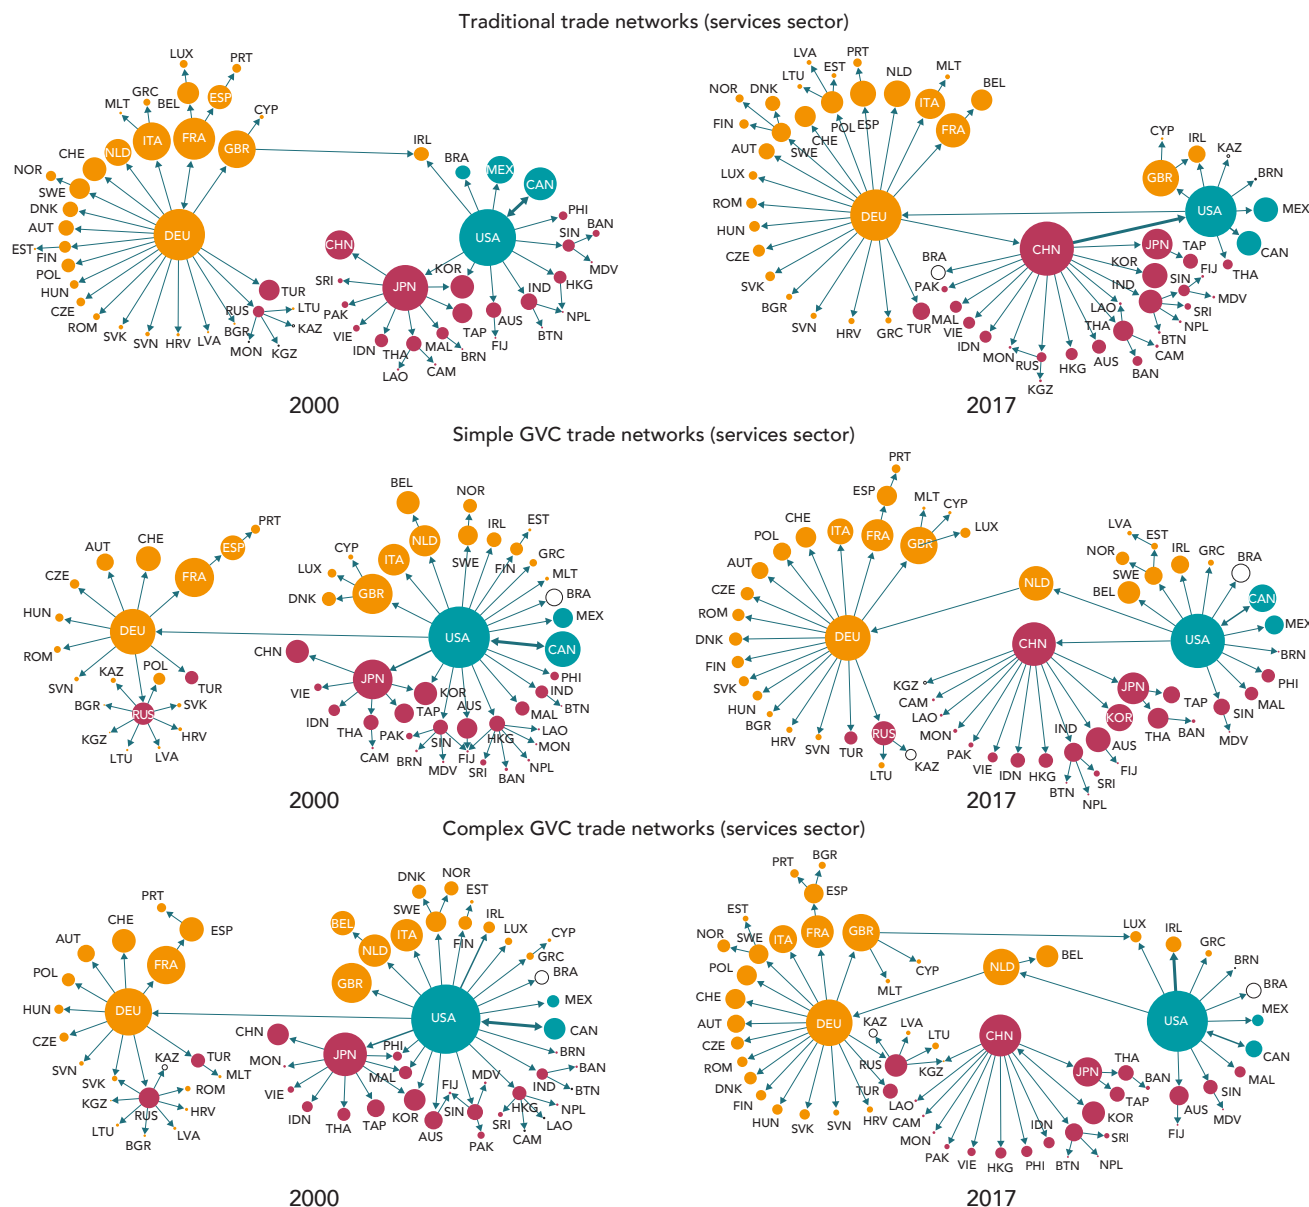 Traditional trade networks (services sector)
LUX
PRT
GRC
MLT
BEL
ESP
CYP
ITA
FRA
GBR
NLD
CHE
NOR
SWE
DNK
AUT
EST
FIN
POL
HUN
CZE
ROM
SVK
SVN
HRV
LVA
BGR
MON
KGZ
KAZ
LTU
RUS
TUR
DEU
IRL
BRA
MEX
CAN
USA
PHI
BAN
SIN
MDV
HKG
NPL
IND
BTN
AUS
FIJ
CHN
SRI
PAK
VIE
IDN
THA
LAO
MAL
CAM
BRN
TAP
KOR
JPN
2000
LVA
LTU
EST
PRT
NLD
MLT
BEL
NOR
DNK
FIN
SWE
CHE
POL
ESP
ITA
FRA
AUT
LUX
ROM
HUN
CZE
SVK
BGR
SVN
HRV
GRC
TUR
DEU
CYP
IRL
KAZ
GBR
BRN
USA
MEX
CAN
THA
CHN
BRA
PAK
MAL
VIE
IDN
MON
RUS
KGZ
HKG
AUS
THA
LAO
BAN
CAM
BTN
NPL
SRI
MDV
FIJ
SIN
IND
KOR
TAP
JPN
2017
Simple GVC trade networks (services sector)
PRT
ESP
FRA
CHE
AUT
CZE
HUN
ROM
SVN
DEU
KAZ
POL
TUR
BGR
RUS
SVK
KGZ
HRV
LTU
LVA
BEL
NOR
NLD
SWE
IRL
EST
FIN
GRC
MLT
BRA
MEX
CAN
CYP
ITA
LUX
GBR
DNK
USA
CHN
JPN
VIE
IDN
THA
CAM
TAP
KOR
PAK
BRN
SIN
MDV
AUS
FIJ
SRI
HKG
BAN
NPL
MON
LAO
MAL
BTN
IND
PHI
2000
PRT
ESP
MLT
CYP
LUX
CHE
ITA
FRA
GBR
POL
AUT
CZE
ROM
DNK
FIN
SVK
HUN
BGR
HRV
SVN
TUR
RUS
LTU
KAZ
DEU
NLD
LVA
EST
NOR
SWE
BEL
IRL
GRC
BRA
CAN
MEX
BRN
PHI
MAL
SIN
MDV
USA
CHN
KGZ
CAM
LAO
MON
PAK
VIE
IDN
HKG
IND
BTN
NPL
SRI
AUS
FIJ
KOR
THA
BAN
JPN
TAP
2017
Complex GVC trade networks (services sector)
PRT
ESP
CHE
AUT
FRA
POL
HUN
CZE
SVN
DEU
SVK
KAZ
TUR
MLT
ROM
KGZ
RUS
HRV
LTU
BGR
LVA
DNK
NOR
SWE
EST
FIN
IRL
LUX
CYP
GRC
BRA
MEX
CAN
BEL
NLD
ITA
GBR
USA
CHN
MON
VIE
JPN
PHI
MAL
IDN
THA
TAP
KOR
AUS
FIJ
SIN
MDV
PAK
HKG
SRI
CAM
LAO
NPL
IND
BTN
BAN
BRN
2000
BGR
PRT
ESP
EST
NOR
SWE
ITA
FRA
GBR
POL
CHE
AUT
CZE
ROM
DNK
FIN
HUN
SVK
SVN
HRV
TUR
DEU
CYP
MLT
KAZ
LVA
LTU
RUS
KGZ
NLD
BEL
LUX
IRL
GRC
BRN
BRA
MEX
CAN
MAL
SIN
MDV
AUS
FIJ
USA
CHN
LAO
CAM
MON
PAK
VIE
HKG
PHI
IDN
BTN
NPL
SRI
KOR
JPN
THA
BAN
TAP
2017